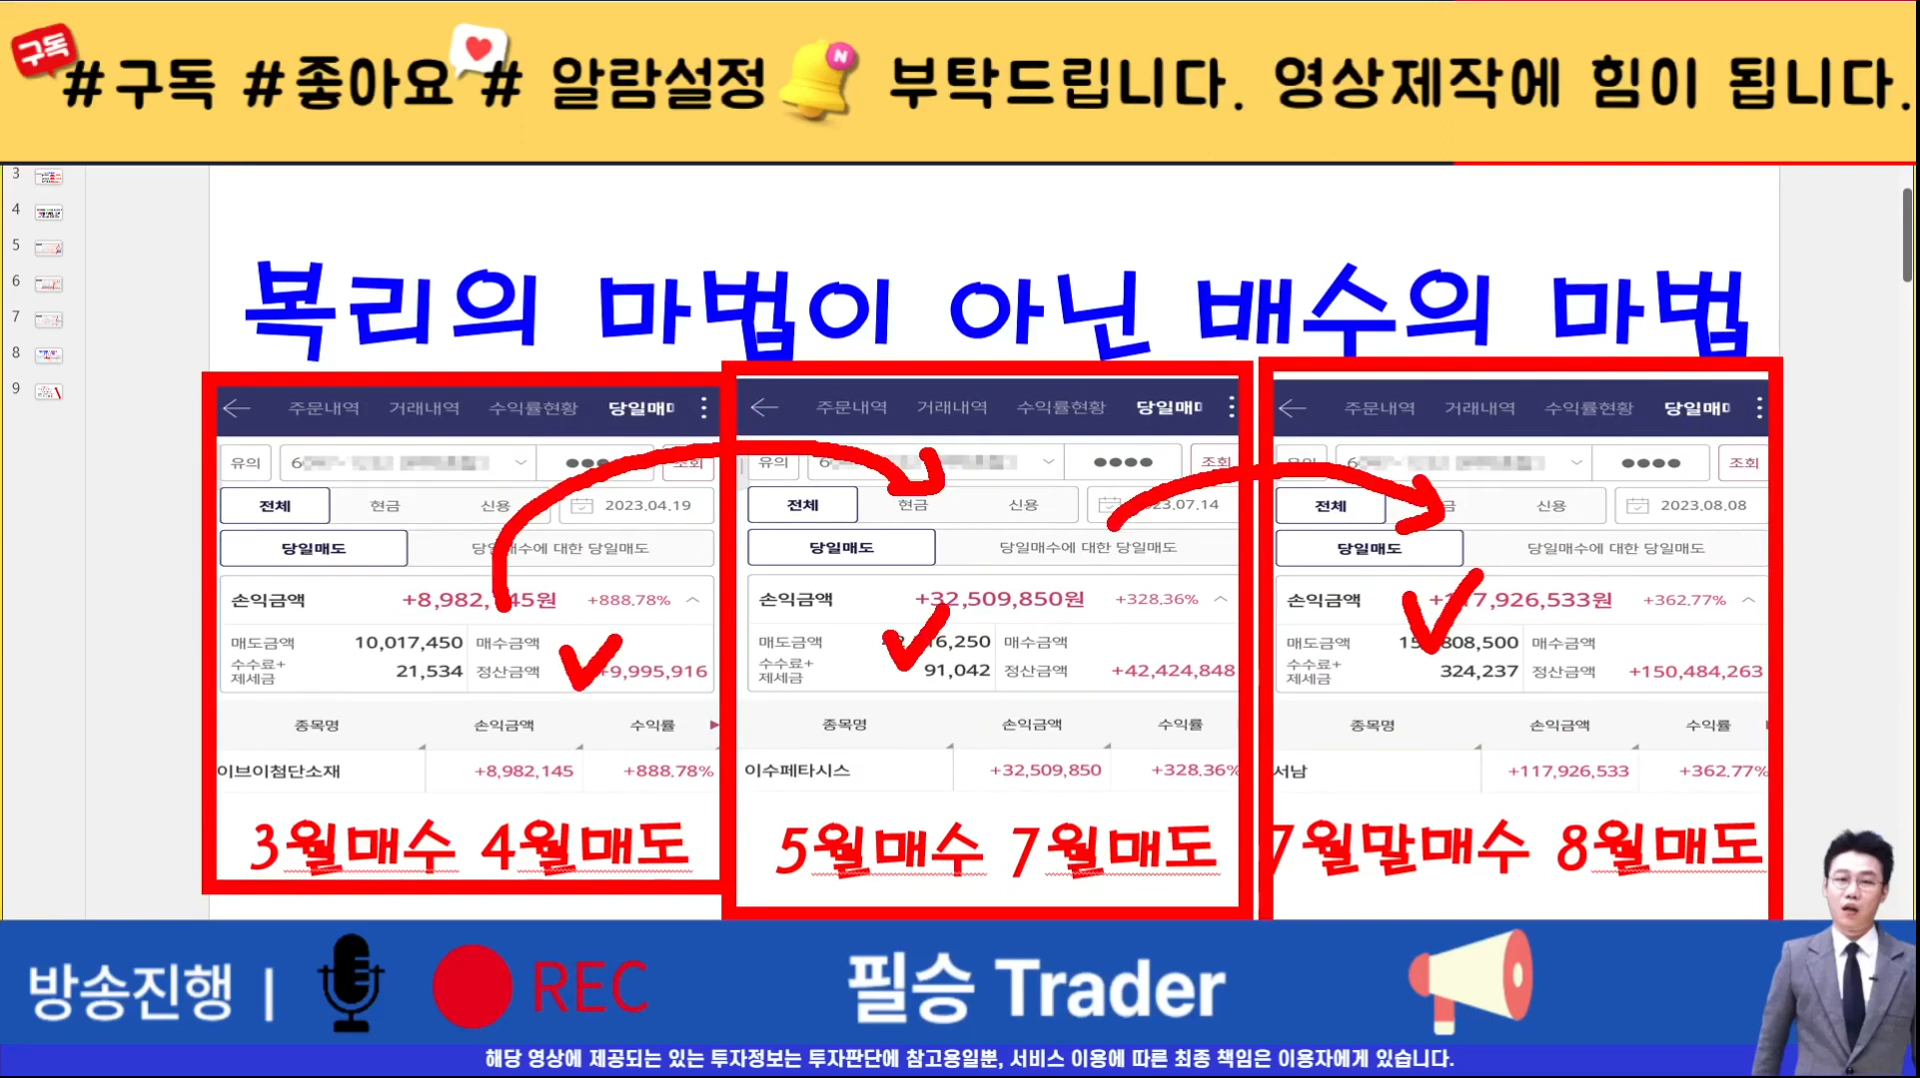 구독
#구독 #좋아요 # 알람설정 N 부탁드립니다. 영상제작에 힘이 됩니다.
3
4
5
6
7
8
9
복리의 마법이 아닌 배수의 마법
주문내역 거래내역 수익률현황 당일매
유의 6
조회
전체 현금 신용 2023.04.19
당일매도 당일매수에 대한 당일매도
손익금액 +8,982,145원 +888.78%
매도금액 10,017,450 매수금액
수수료+
제세금 21,534 정산금액 +9,995,916
종목명 손익금액 수익률
이브이첨단소재 +8,982,145 +888.78%
3월매수 4월매도
주문내역 거래내역 수익률현황 당일매
유의 6 조회
전체 현금 신용 23.07.14
당일매도 당일매수에 대한 당일매도
손익금액 +32,509,850원 +328.36%
매도금액 16,250 매수금액
수수료+
제세금 91,042 정산금액 +42,424,848
종목명 손익금액 수익률
이수페타시스 +32,509,850 +328.36%
5월매수 7월매도
주문내역 거래내역 수익률현황 당일매
6 조회
전체 금 신용 2023.08.08
당일매도 당일매수에 대한 당일매도
손익금액 +117,926,533원 +362.77%
매도금액 808,500 매수금액
수수료+
제세금 324,237 정산금액 +150,484,263
종목명 손익금액 수익률
서남 +117,926,533 +362.77%
7월말매수 8월매도
방송진행 | REC 필승 Trader
해당 영상에 제공되는 있는 투자정보는 투자판단에 참고용일뿐, 서비스 이용에 따른 최종 책임은 이용자에게 있습니다.